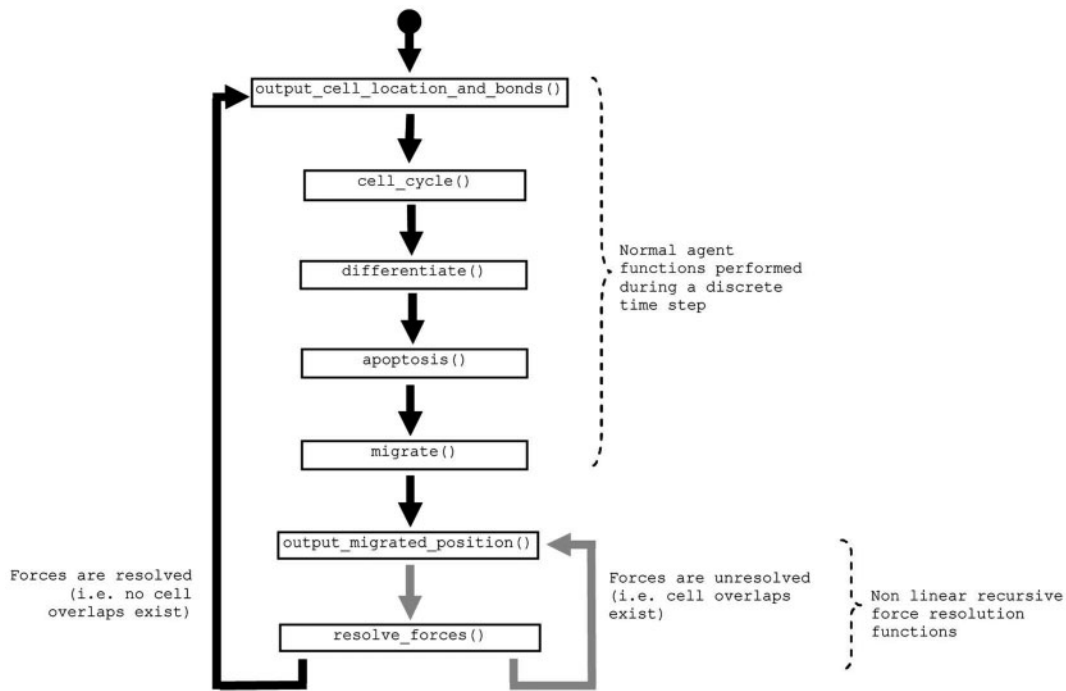 output_cell_location_and_bonds()
cell_cycle()
differentiate()
apoptosis()
migrate()
Normal agent
functions performed
during a discrete
time step
output_migrated_position()
resolve_forces()
Forces are resolved
(i.e. no cell
overlaps exist)
Forces are unresolved
(i.e. cell overlaps
exist)
Non linear recursive
force resolution
functions